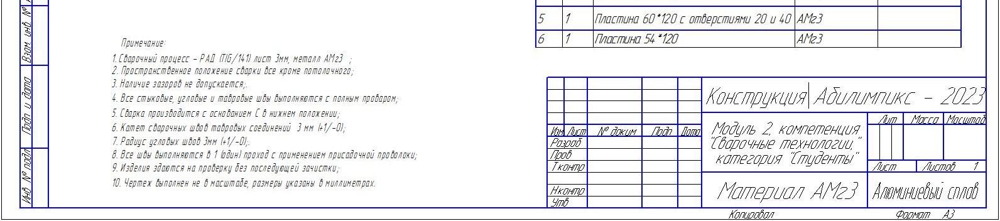 5 1 Пластина 60*120 с отверстиями 20 и 40 АМг3
6 1 Пластина 54*120 АМг3
Примечание:
1. Сварочный процесс - РАД (TIG/141) лист 3мм, металл АМг3 ;
2. Пространственное положение сварки все кроме потолочного;
3. Наличие зазоров не допускается;.
4. Все стыковые, угловые и тавровые швы выполняются с полным проваром;
5. Сварка производится с основанием С в нижнем положении;
6. Катет сварочных швов тавровых соединений 3 мм (+1/-0);
7. Радиус угловых швов 3мм (+1/-0);.
8. Все швы выполняются в 1 (один) проход с применением присадочной проволоки;
9. Изделия здаются на проверку без последующей зачистки;
10. Чертеж выполнен не в масштабе, размеры указаны в миллиметрах.
Взам. инв. №
Подп и дата
Инв № подл
Конструкция Абилимпикс - 2023
Лит Масса Масштаб
Изм Лист № доким Подп Дата
Разраб
Пров
Т контр
Н контр
Утв
Модуль 2, компетенция
"Сварочные технологии,"
категория "Студенты"
Лист Листов 1
Материал АМг3
Алюминиевый сплав
Копировал Формат А3